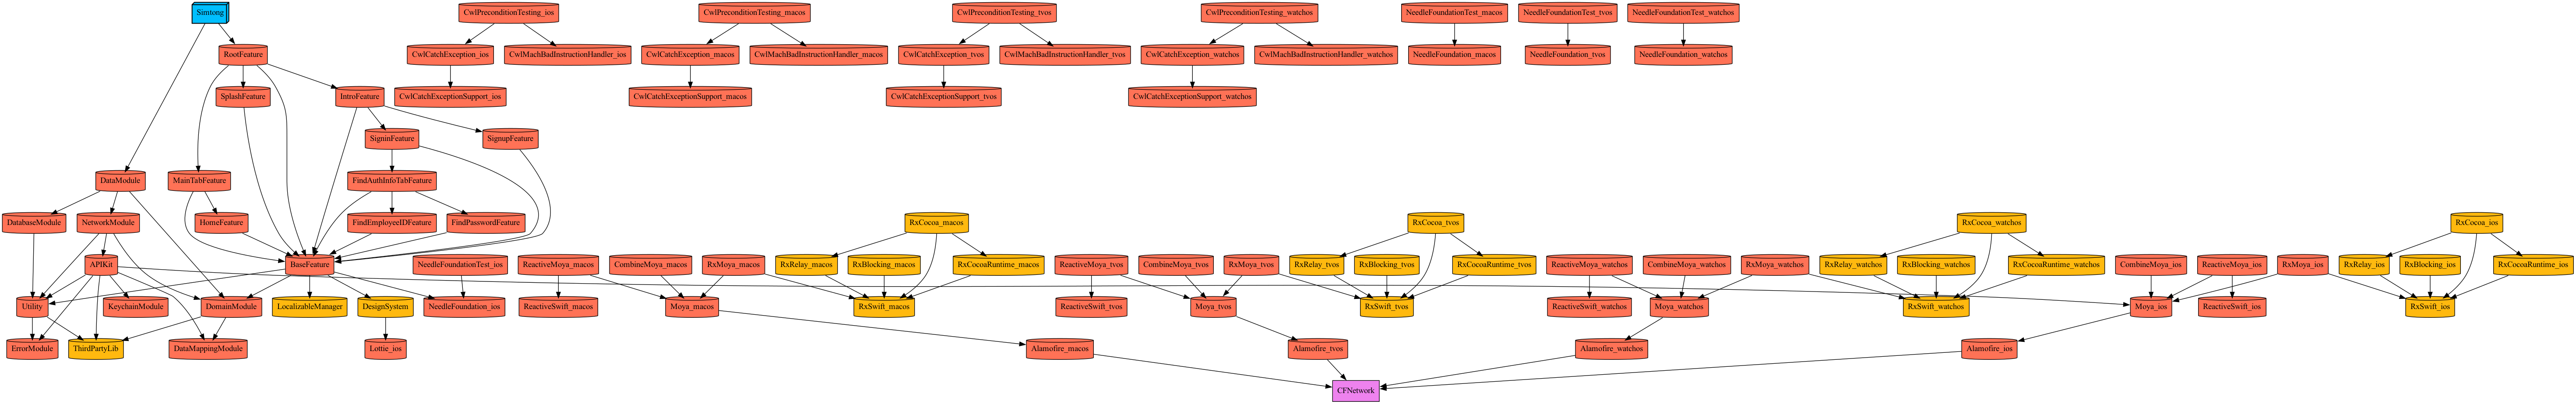 Simtong
CwlPreconditionTesting_ios
CwlPreconditionTesting_macos
CwlPreconditionTesting_tvos
CwlPreconditionTesting_watchos
NeedleFoundationTest_macos
NeedleFoundationTest_tvos
NeedleFoundationTest_watchos
RootFeature
CwlCatchException_ios
CwlMachBadInstructionHandler_ios
CwlCatchException_macos
CwlMachBadInstructionHandler_macos
CwlCatchException_tvos
CwlMachBadInstructionHandler_tvos
CwlCatchException_watchos
CwlMachBadInstructionHandler_watchos
NeedleFoundation_macos
NeedleFoundation_tvos
NeedleFoundation_watchos
SplashFeature
IntroFeature
CwlCatchExceptionSupport_ios
CwlCatchExceptionSupport_macos
CwlCatchExceptionSupport_tvos
CwlCatchExceptionSupport_watchos
SigninFeature
SignupFeature
DataModule
MainTabFeature
FindAuthInfoTabFeature
DatabaseModule
NetworkModule
HomeFeature
FindEmployeeIDFeature
FindPasswordFeature
RxCocoa_macos
RxCocoa_tvos
RxCocoa_watchos
RxCocoa_ios
APIKit
BaseFeature
NeedleFoundationTest_ios
ReactiveMoya_macos
CombineMoya_macos
RxMoya_macos
RxRelay_macos
RxBlocking_macos
RxCocoaRuntime_macos
ReactiveMoya_tvos
CombineMoya_tvos
RxMoya_tvos
RxRelay_tvos
RxBlocking_tvos
RxCocoaRuntime_tvos
ReactiveMoya_watchos
CombineMoya_watchos
RxMoya_watchos
RxRelay_watchos
RxBlocking_watchos
RxCocoaRuntime_watchos
CombineMoya_ios
ReactiveMoya_ios
RxMoya_ios
RxRelay_ios
RxBlocking_ios
RxCocoaRuntime_ios
Utility
KeychainModule
DomainModule
LocalizableManager
DesignSystem
NeedleFoundation_ios
ReactiveSwift_macos
Moya_macos
RxSwift_macos
ReactiveSwift_tvos
Moya_tvos
RxSwift_tvos
ReactiveSwift_watchos
Moya_watchos
RxSwift_watchos
Moya_ios
ReactiveSwift_ios
RxSwift_ios
ErrorModule
ThirdPartyLib
DataMappingModule
Lottie_ios
Alamofire_macos
Alamofire_tvos
Alamofire_watchos
Alamofire_ios
CFNetwork